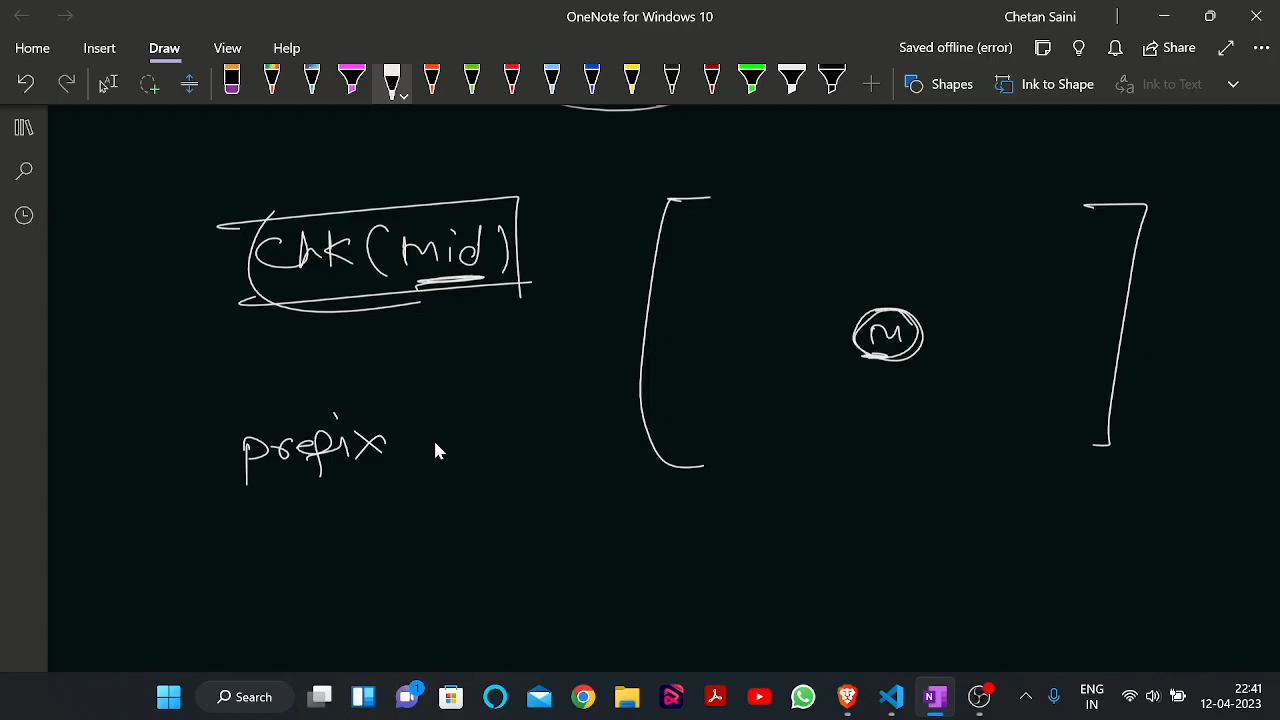 OneNote for Windows 10
Chetan Saini
Home Insert Draw View Help
Saved offline (error)
Share
Shapes
Ink to Shape
Ink to Text
Chk(mid)
M
prefix
Search
1
ENG
IN
22:41
12-04-2023